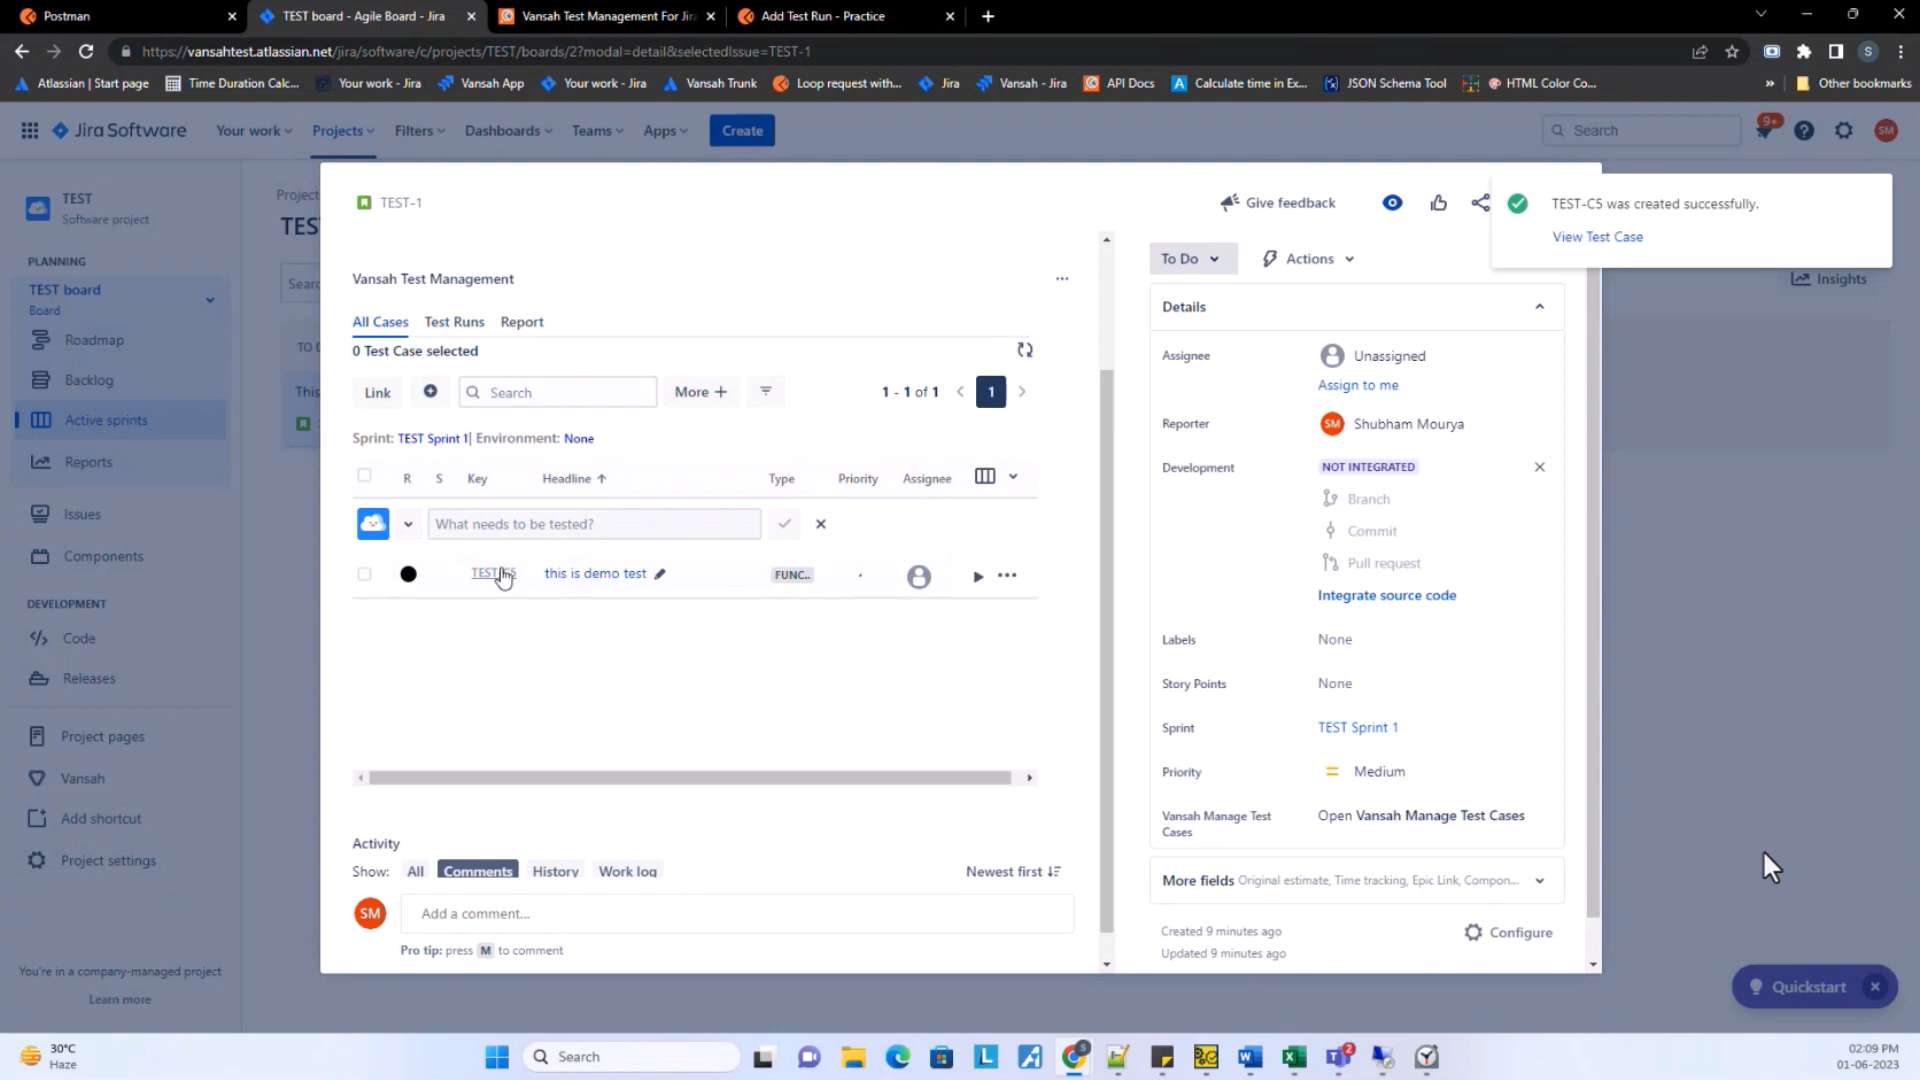 Postman
TEST board - Agile Board - Jira
Vansah Test Management For Jir
Add Test Run - Practice
https://vansahtest.atlassian.net/jira/software/c/projects/TEST/boards/2?modal=detail&selectedIssue=TEST-1
S
Atlassian | Start page
Time Duration Calc...
Your work - Jira
Vansah App
Your work - Jira
Vansah Trunk
Loop request with...
Jira
Vansah - Jira
API Docs
Calculate time in Ex...
JSON Schema Tool
HTML Color Co...
»
Other bookmarks
Jira Software
Your work
Projects
Filters
Dashboards
Teams
Apps
Create
Search
9+
SM
TEST
Software project
PLANNING
TEST board
Board
Roadmap
Backlog
Active sprints
Reports
Issues
Components
DEVELOPMENT
Code
Releases
Project pages
Vansah
Add shortcut
Project settings
You're in a company-managed project
Learn more
Project
TES
Sear
TO D
This
Insights
TEST-1
Give feedback
TEST-C5 was created successfully.
View Test Case
Vansah Test Management
All Cases
Test Runs
Report
0 Test Case selected
Link
Search
More +
1 - 1 of 1
1
Sprint: TEST Sprint 1| Environment: None
R
S
Key
Headline ↑
Type
Priority
Assignee
What needs to be tested?
this is demo test
FUNC..
Activity
Show:
All
Comments
History
Work log
Newest first
SM
Add a comment...
Pro tip: press M to comment
To Do
Actions
Details
Assignee
Unassigned
Assign to me
Reporter
SM
Shubham Mourya
Development
NOT INTEGRATED
Branch
Commit
Pull request
Integrate source code
Labels
None
Story Points
None
Sprint
TEST Sprint 1
Priority
Medium
Vansah Manage Test
Cases
Open Vansah Manage Test Cases
More fields Original estimate, Time tracking, Epic Link, Compon...
Created 9 minutes ago
Updated 9 minutes ago
Configure
Quickstart
30°C
Haze
Search
S
L
2
02:09 PM
01-06-2023